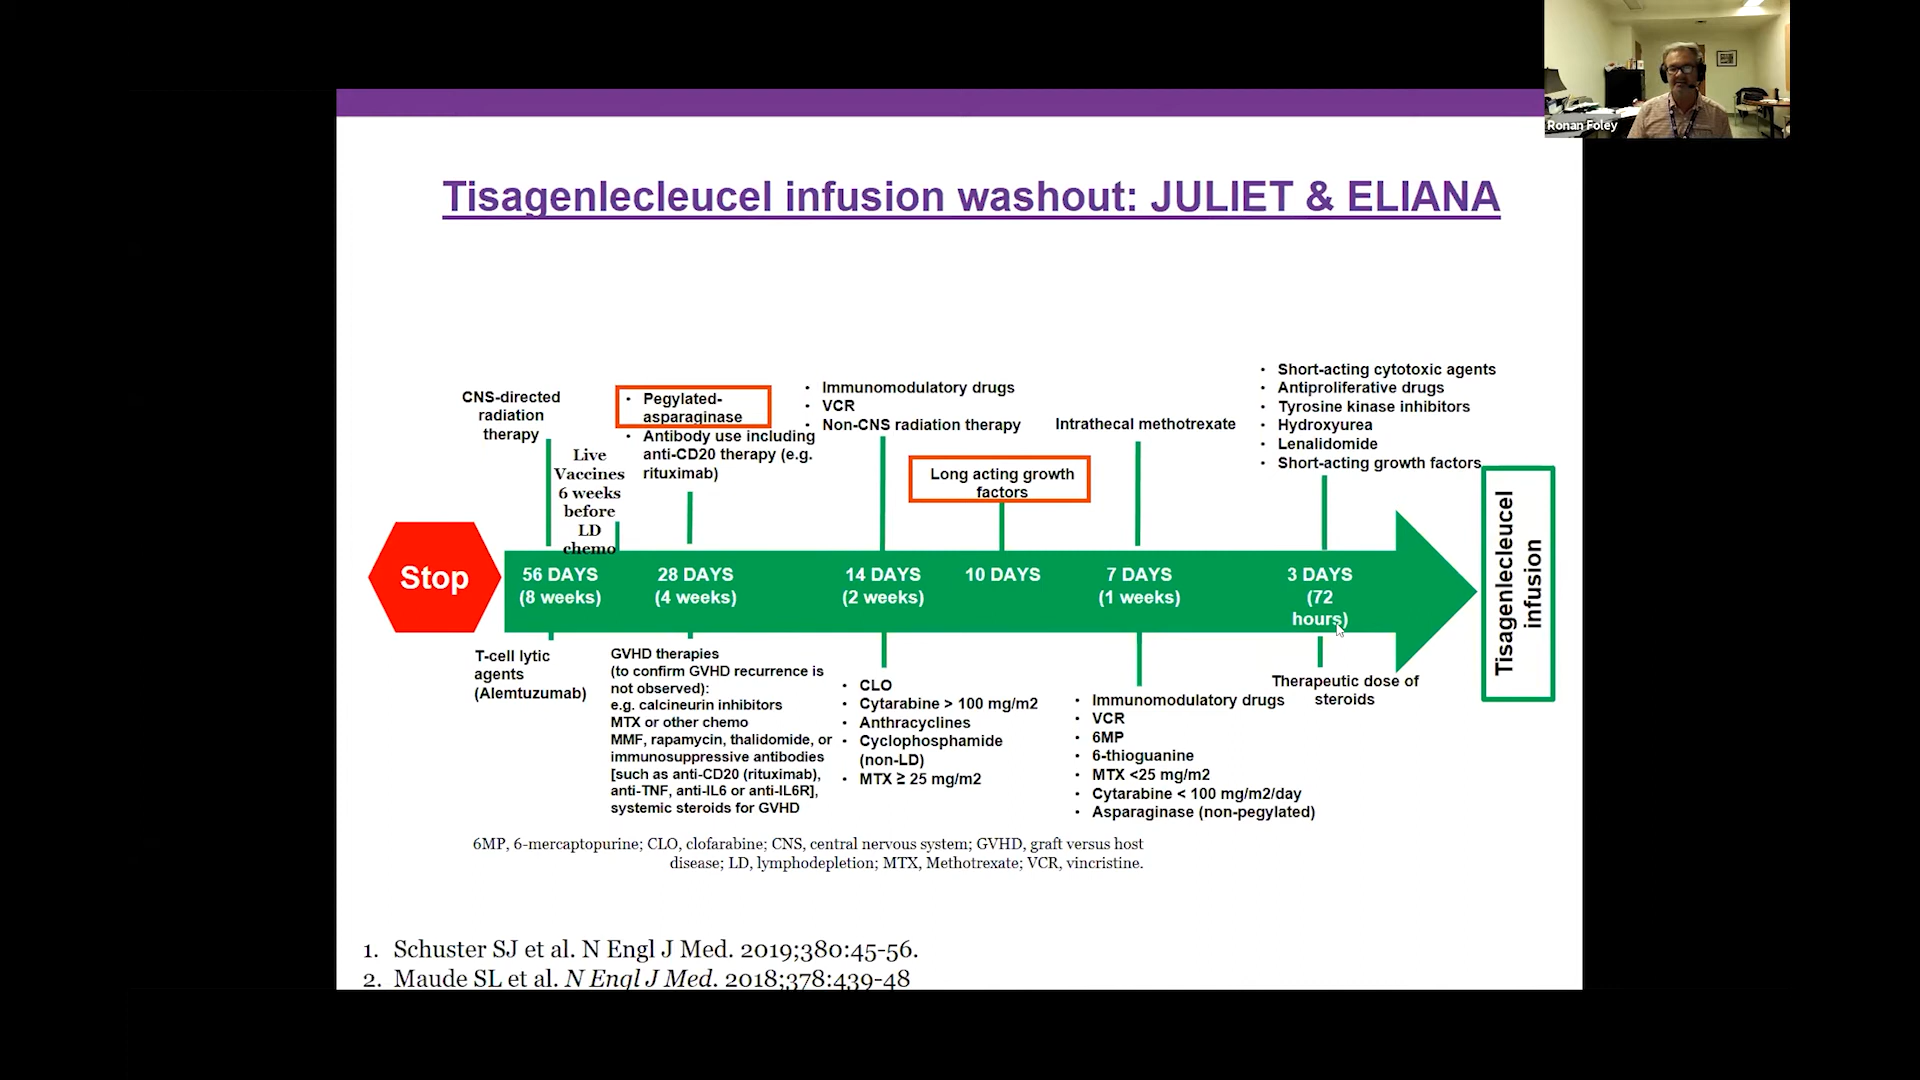 Ronan Foley
Tisagenlecleucel infusion washout: JULIET & ELIANA
CNS-directed
radiation
therapy
Live
Vaccines
6 weeks
before
LD
chemo
• Pegylated-
asparaginase
• Antibody use including
anti-CD20 therapy (e.g.
rituximab)
• Immunomodulatory drugs
• VCR
• Non-CNS radiation therapy
Long acting growth
factors
Intrathecal methotrexate
• Short-acting cytotoxic agents
• Antiproliferative drugs
• Tyrosine kinase inhibitors
• Hydroxyurea
• Lenalidomide
• Short-acting growth factors
Stop
56 DAYS
(8 weeks)
28 DAYS
(4 weeks)
14 DAYS
(2 weeks)
10 DAYS
7 DAYS
(1 weeks)
3 DAYS
(72
hours)
Tisagenlecleucel
infusion
T-cell lytic
agents
(Alemtuzumab)
GVHD therapies
(to confirm GVHD recurrence is
not observed):
e.g. calcineurin inhibitors
MTX or other chemo
MMF, rapamycin, thalidomide, or
immunosuppressive antibodies
[such as anti-CD20 (rituximab),
anti-TNF, anti-IL6 or anti-IL6R],
systemic steroids for GVHD
• CLO
• Cytarabine > 100 mg/m2
• Anthracyclines
• Cyclophosphamide
(non-LD)
• MTX ≥ 25 mg/m2
• Immunomodulatory drugs
• VCR
• 6MP
• 6-thioguanine
• MTX <25 mg/m2
• Cytarabine < 100 mg/m2/day
• Asparaginase (non-pegylated)
Therapeutic dose of
steroids
6MP, 6-mercaptopurine; CLO, clofarabine; CNS, central nervous system; GVHD, graft versus host
disease; LD, lymphodepletion; MTX, Methotrexate; VCR, vincristine.
1. Schuster SJ et al. N Engl J Med. 2019;380:45-56.
2. Maude SL et al. N Engl J Med. 2018;378:439-48